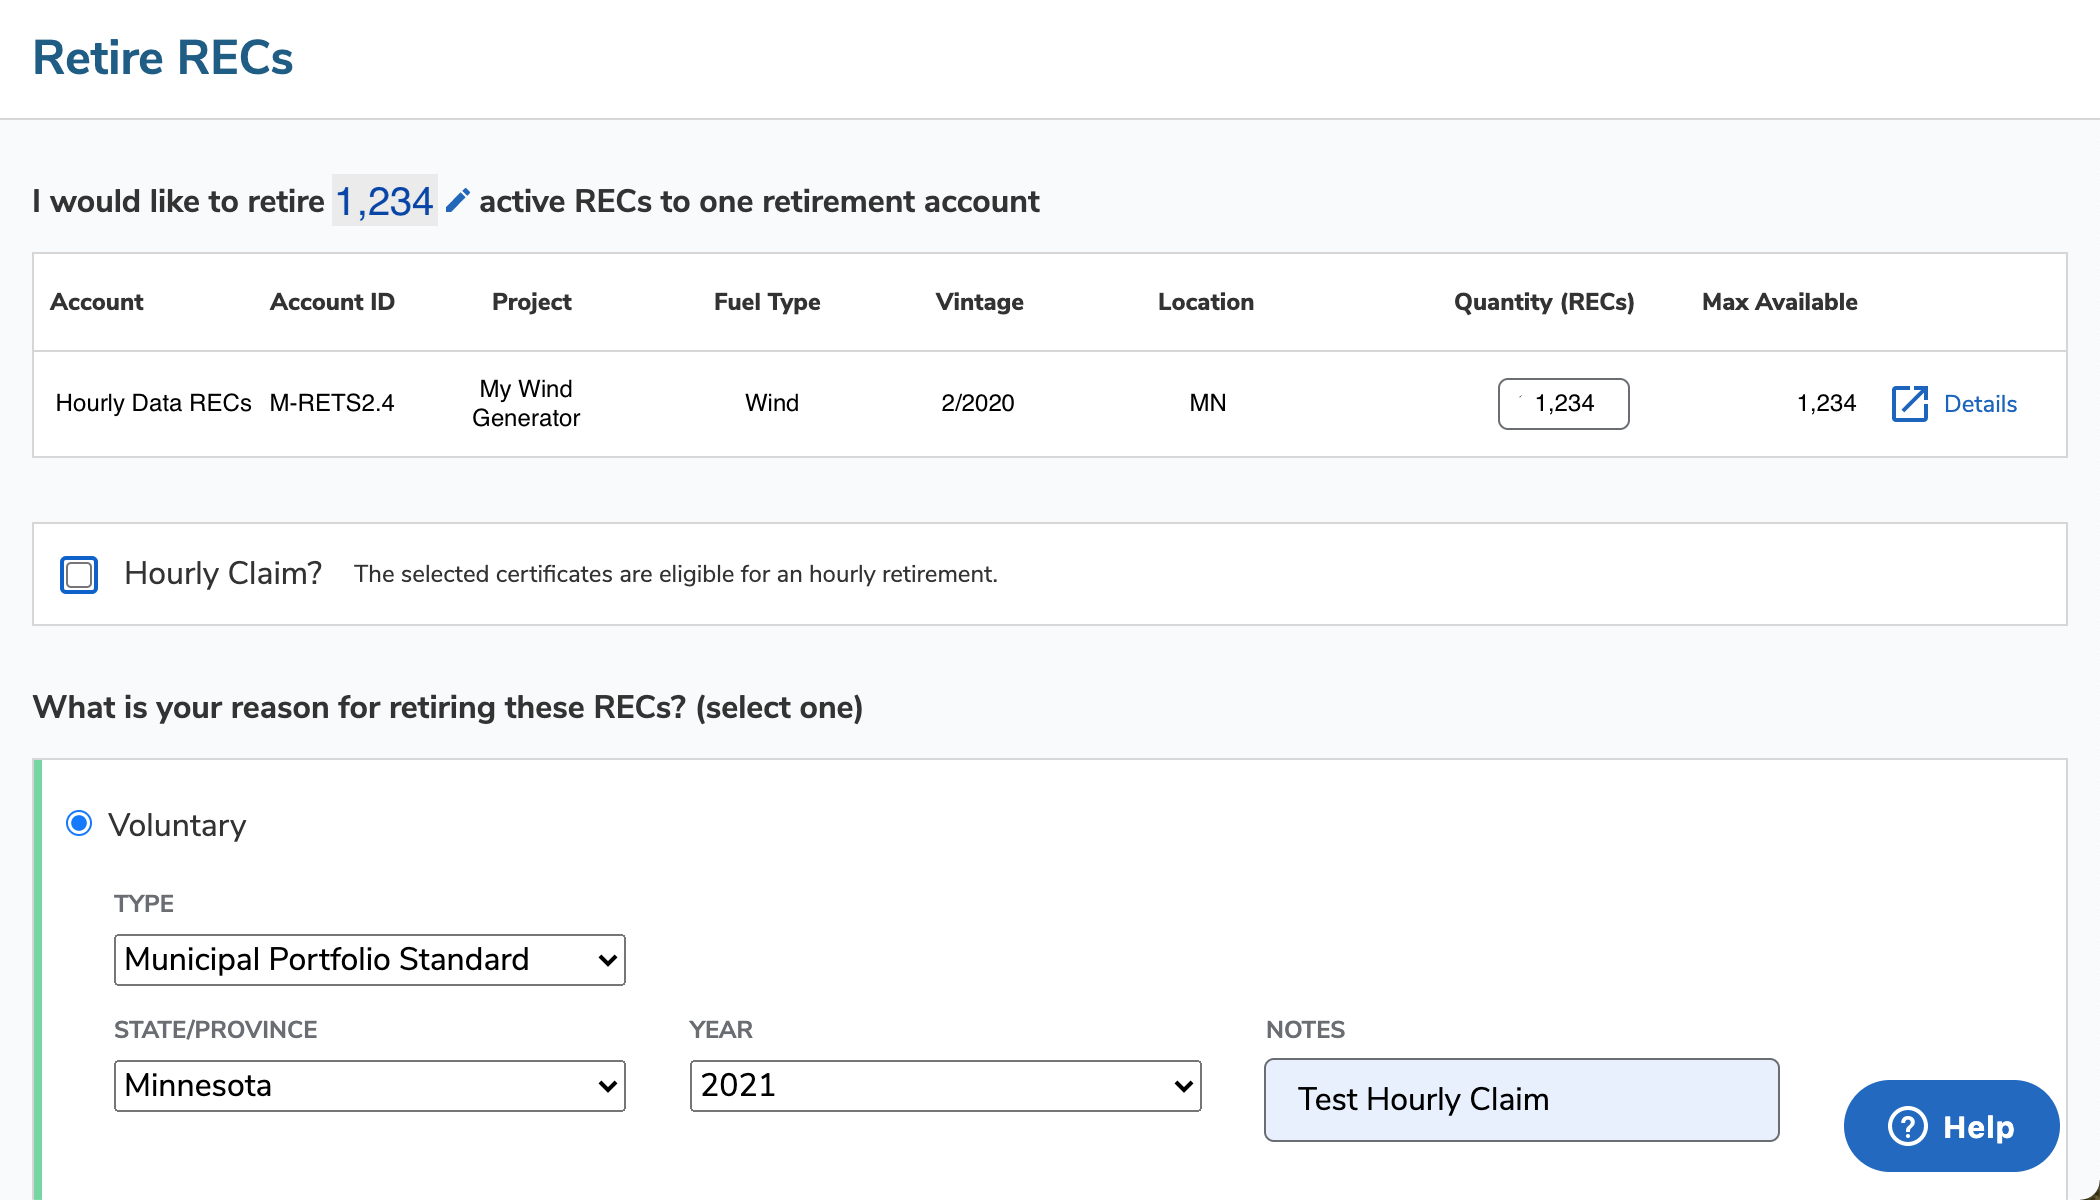 Retire RECs
I would like to retire 1,234 active RECs to one retirement account
Account Account ID Project Fuel Type Vintage Location Quantity (RECs) Max Available
Hourly Data RECs M-RETS2.4 My Wind Generator Wind 2/2020 MN 1,234 1,234 Details
Hourly Claim? The selected certificates are eligible for an hourly retirement.
What is your reason for retiring these RECs? (select one)
Voluntary
TYPE
Municipal Portfolio Standard
STATE/PROVINCE YEAR NOTES
Minnesota 2021 Test Hourly Claim
Help